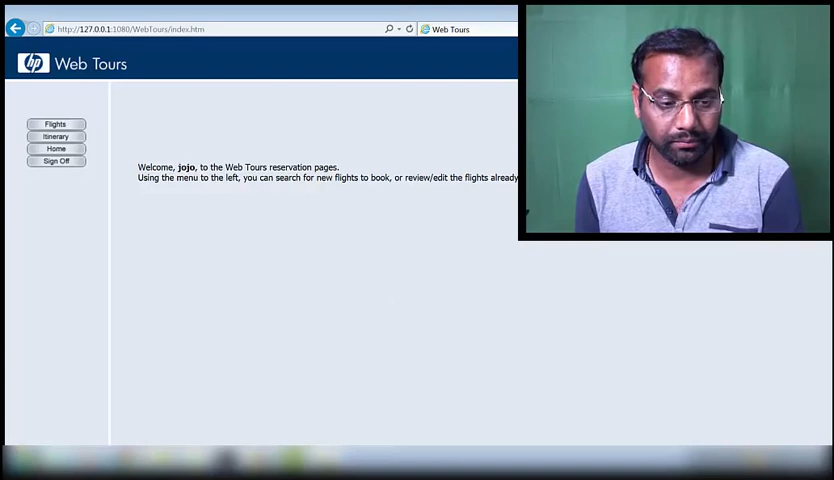 http://127.0.0.1:1080/WebTours/index.htm
Web Tours
hp Web Tours
Flights
Itinerary
Home
Sign Off
Welcome, jojo, to the Web Tours reservation pages.
Using the menu to the left, you can search for new flights to book, or review/edit the flights already